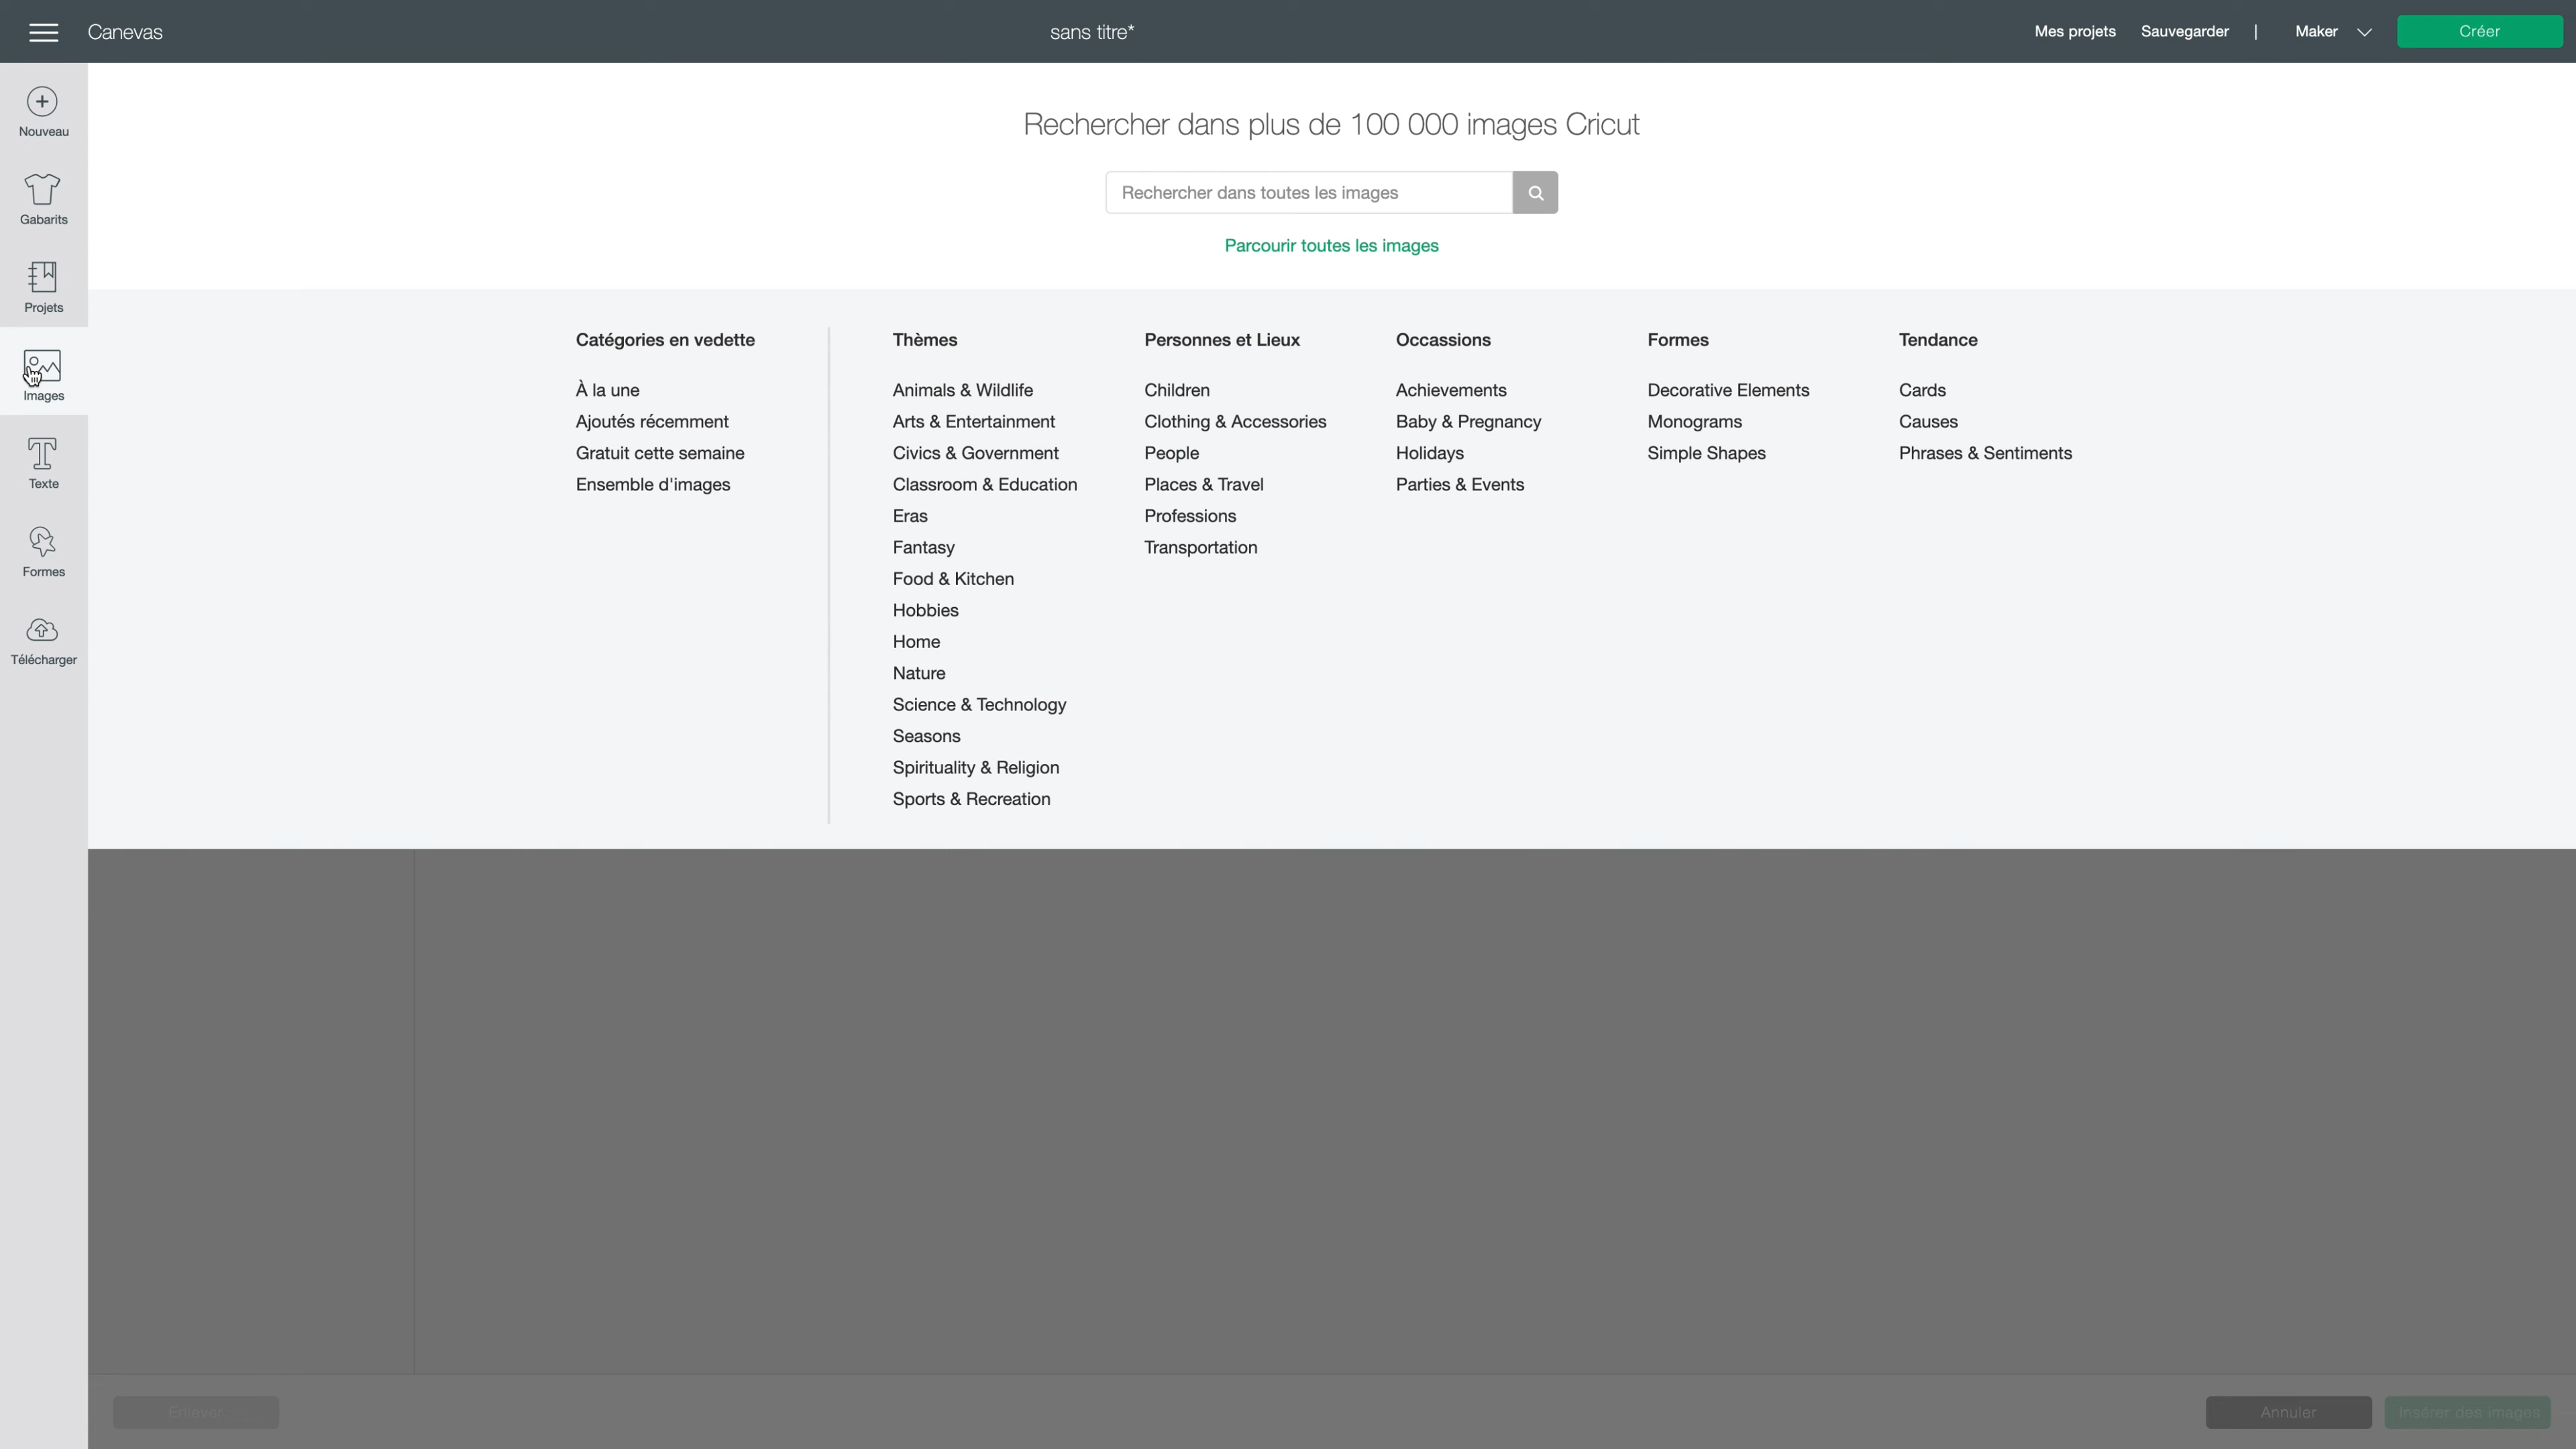 Canevas
sans titre*
Mes projets
Sauvegarder
|
Maker
Créer
Nouveau
Gabarits
Projets
Images
Texte
Formes
Télécharger
Rechercher dans plus de 100 000 images Cricut
Rechercher dans toutes les images
Parcourir toutes les images
Catégories en vedette
À la une
Ajoutés récemment
Gratuit cette semaine
Ensemble d'images
Thèmes
Animals & Wildlife
Arts & Entertainment
Civics & Government
Classroom & Education
Eras
Fantasy
Food & Kitchen
Hobbies
Home
Nature
Science & Technology
Seasons
Spirituality & Religion
Sports & Recreation
Personnes et Lieux
Children
Clothing & Accessories
People
Places & Travel
Professions
Transportation
Occassions
Achievements
Baby & Pregnancy
Holidays
Parties & Events
Formes
Decorative Elements
Monograms
Simple Shapes
Tendance
Cards
Causes
Phrases & Sentiments
Enlever
Annuler
Insérer des images